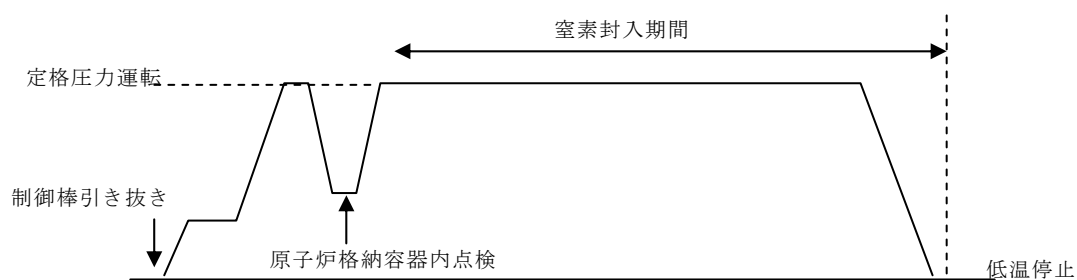 窒素封入期間
定格圧力運転
制御棒引き抜き
原子炉格納容器内点検
低温停止